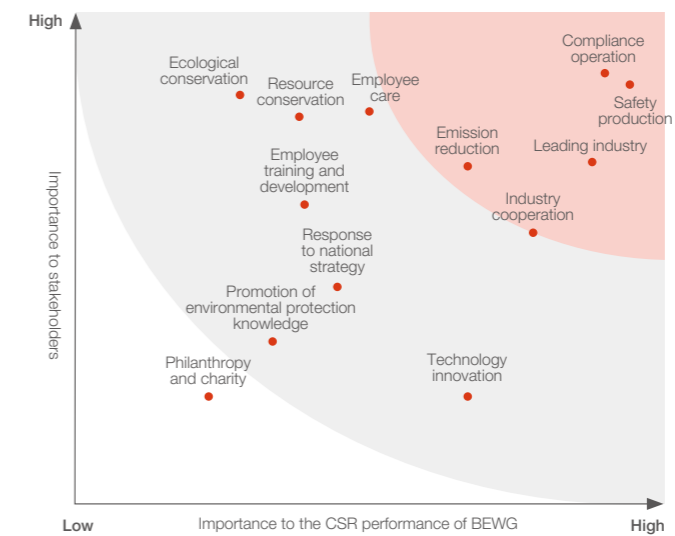 High
Compliance
operation
Ecological
conservation
Resource
conservation
Employee
care
Safety
production
Emission
reduction
Leading industry
Employee
training and
development
Industry
cooperation
Importance to stakeholders
Response
to national
strategy
Promotion of
environmental protection
knowledge
Philanthropy
and charity
Technology
innovation
Low
Importance to the CSR performance of BEWG
High